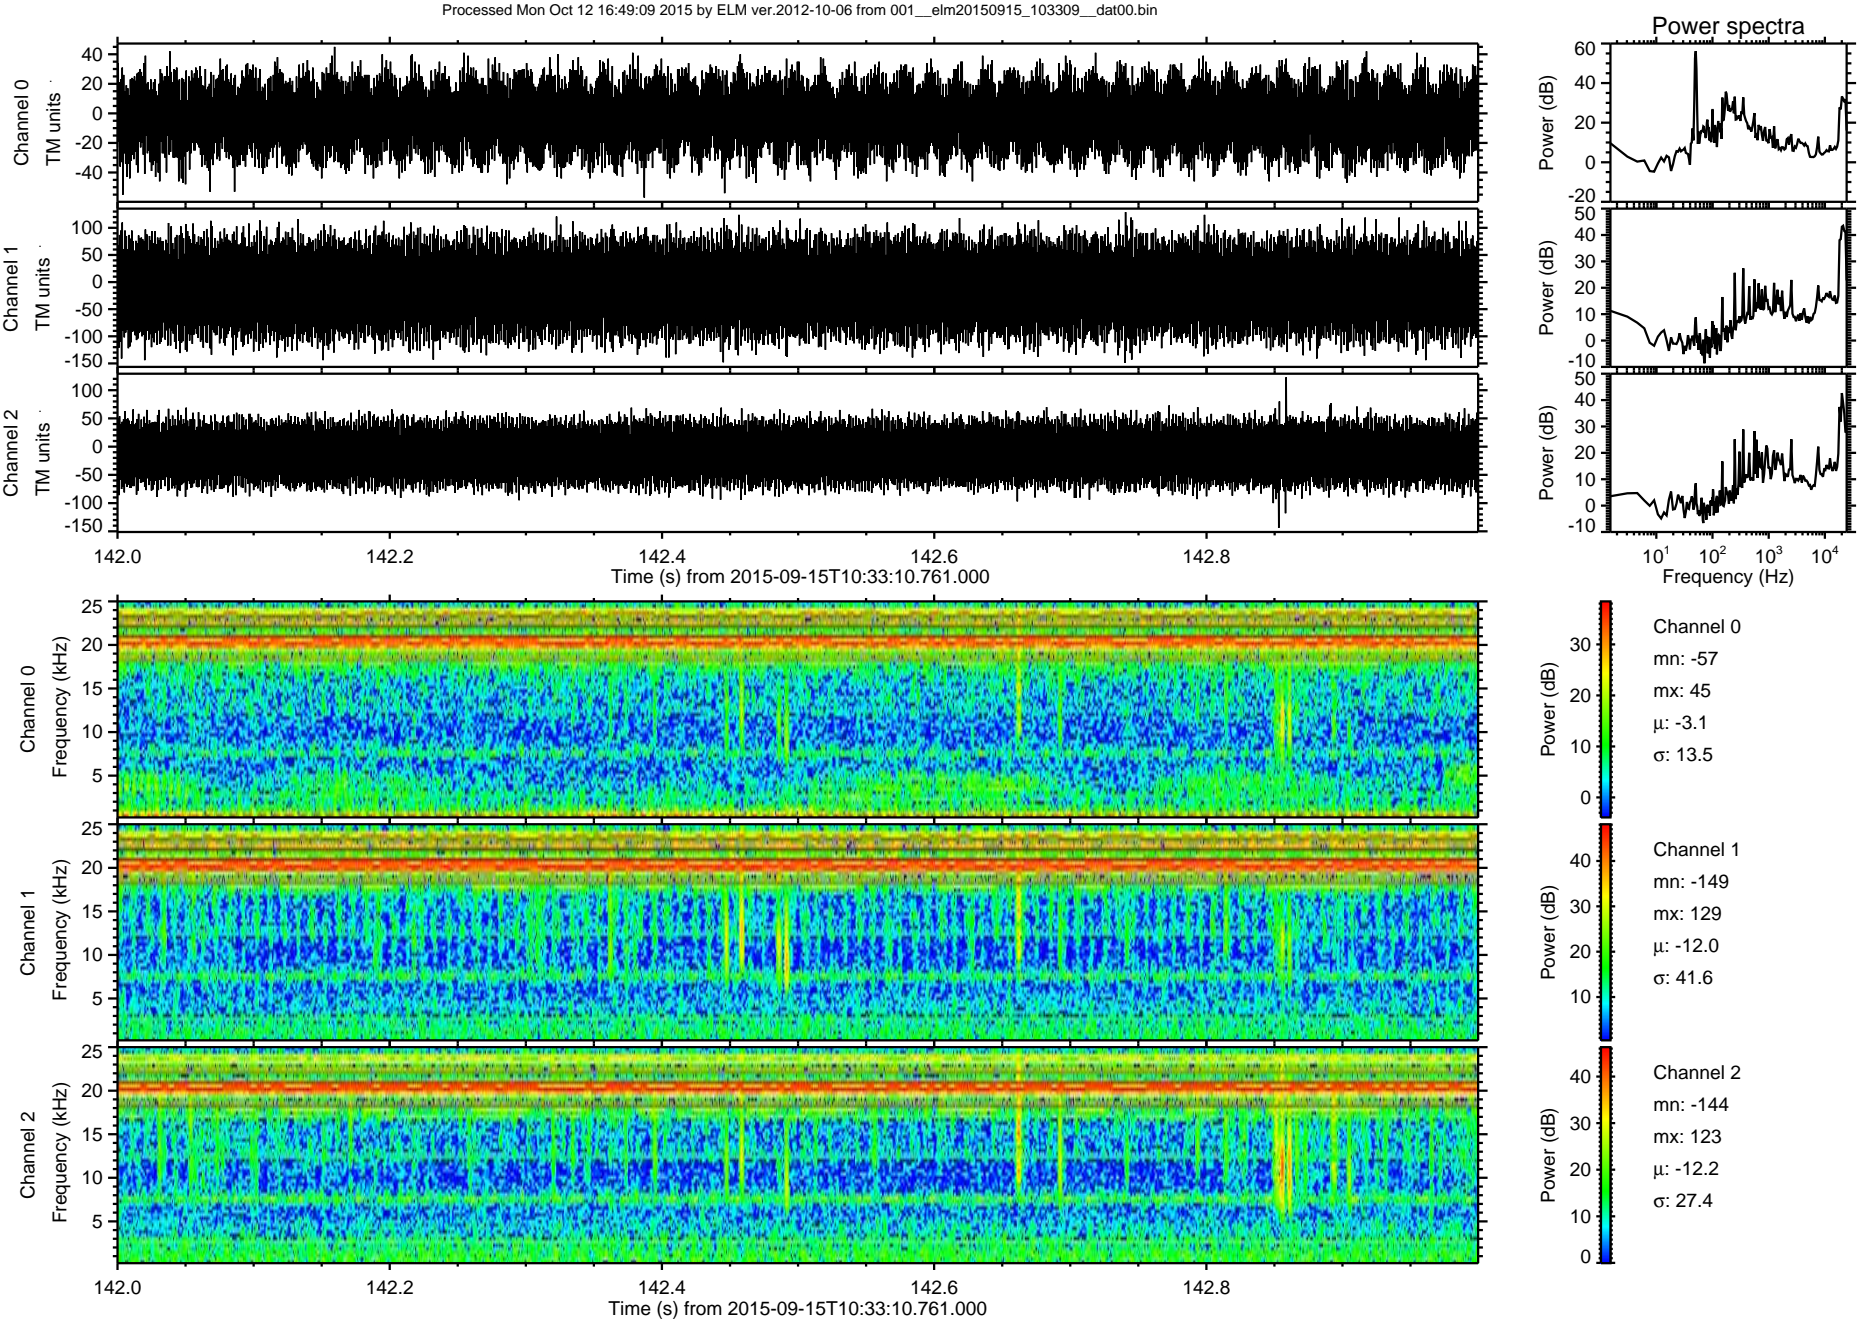 Processed Mon Oct 12 16:49:09 2015 by ELM ver.2012-10-06 from 001__elm20150915_103309__dat00.bin
Power spectra
Channel 0
TM units
40
20
0
-20
-40
Power (dB)
60
40
20
0
-20
Channel 1
TM units
100
50
0
-50
-100
-150
Power (dB)
50
40
30
20
10
0
-10
Channel 2
TM units
100
50
0
-50
-100
-150
Power (dB)
50
40
30
20
10
0
-10
142.0 142.2 142.4 142.6 142.8
Time (s) from 2015-09-15T10:33:10.761.000
10^1 10^2 10^3 10^4
Frequency (Hz)
Channel 0
Frequency (kHz)
25
20
15
10
5
Power (dB)
30
20
10
0
Channel 0
mn: -57
mx: 45
μ: -3.1
σ: 13.5
Channel 1
Frequency (kHz)
25
20
15
10
5
Power (dB)
40
30
20
10
Channel 1
mn: -149
mx: 129
μ: -12.0
σ: 41.6
Channel 2
Frequency (kHz)
25
20
15
10
5
Power (dB)
40
30
20
10
0
Channel 2
mn: -144
mx: 123
μ: -12.2
σ: 27.4
142.0 142.2 142.4 142.6 142.8
Time (s) from 2015-09-15T10:33:10.761.000